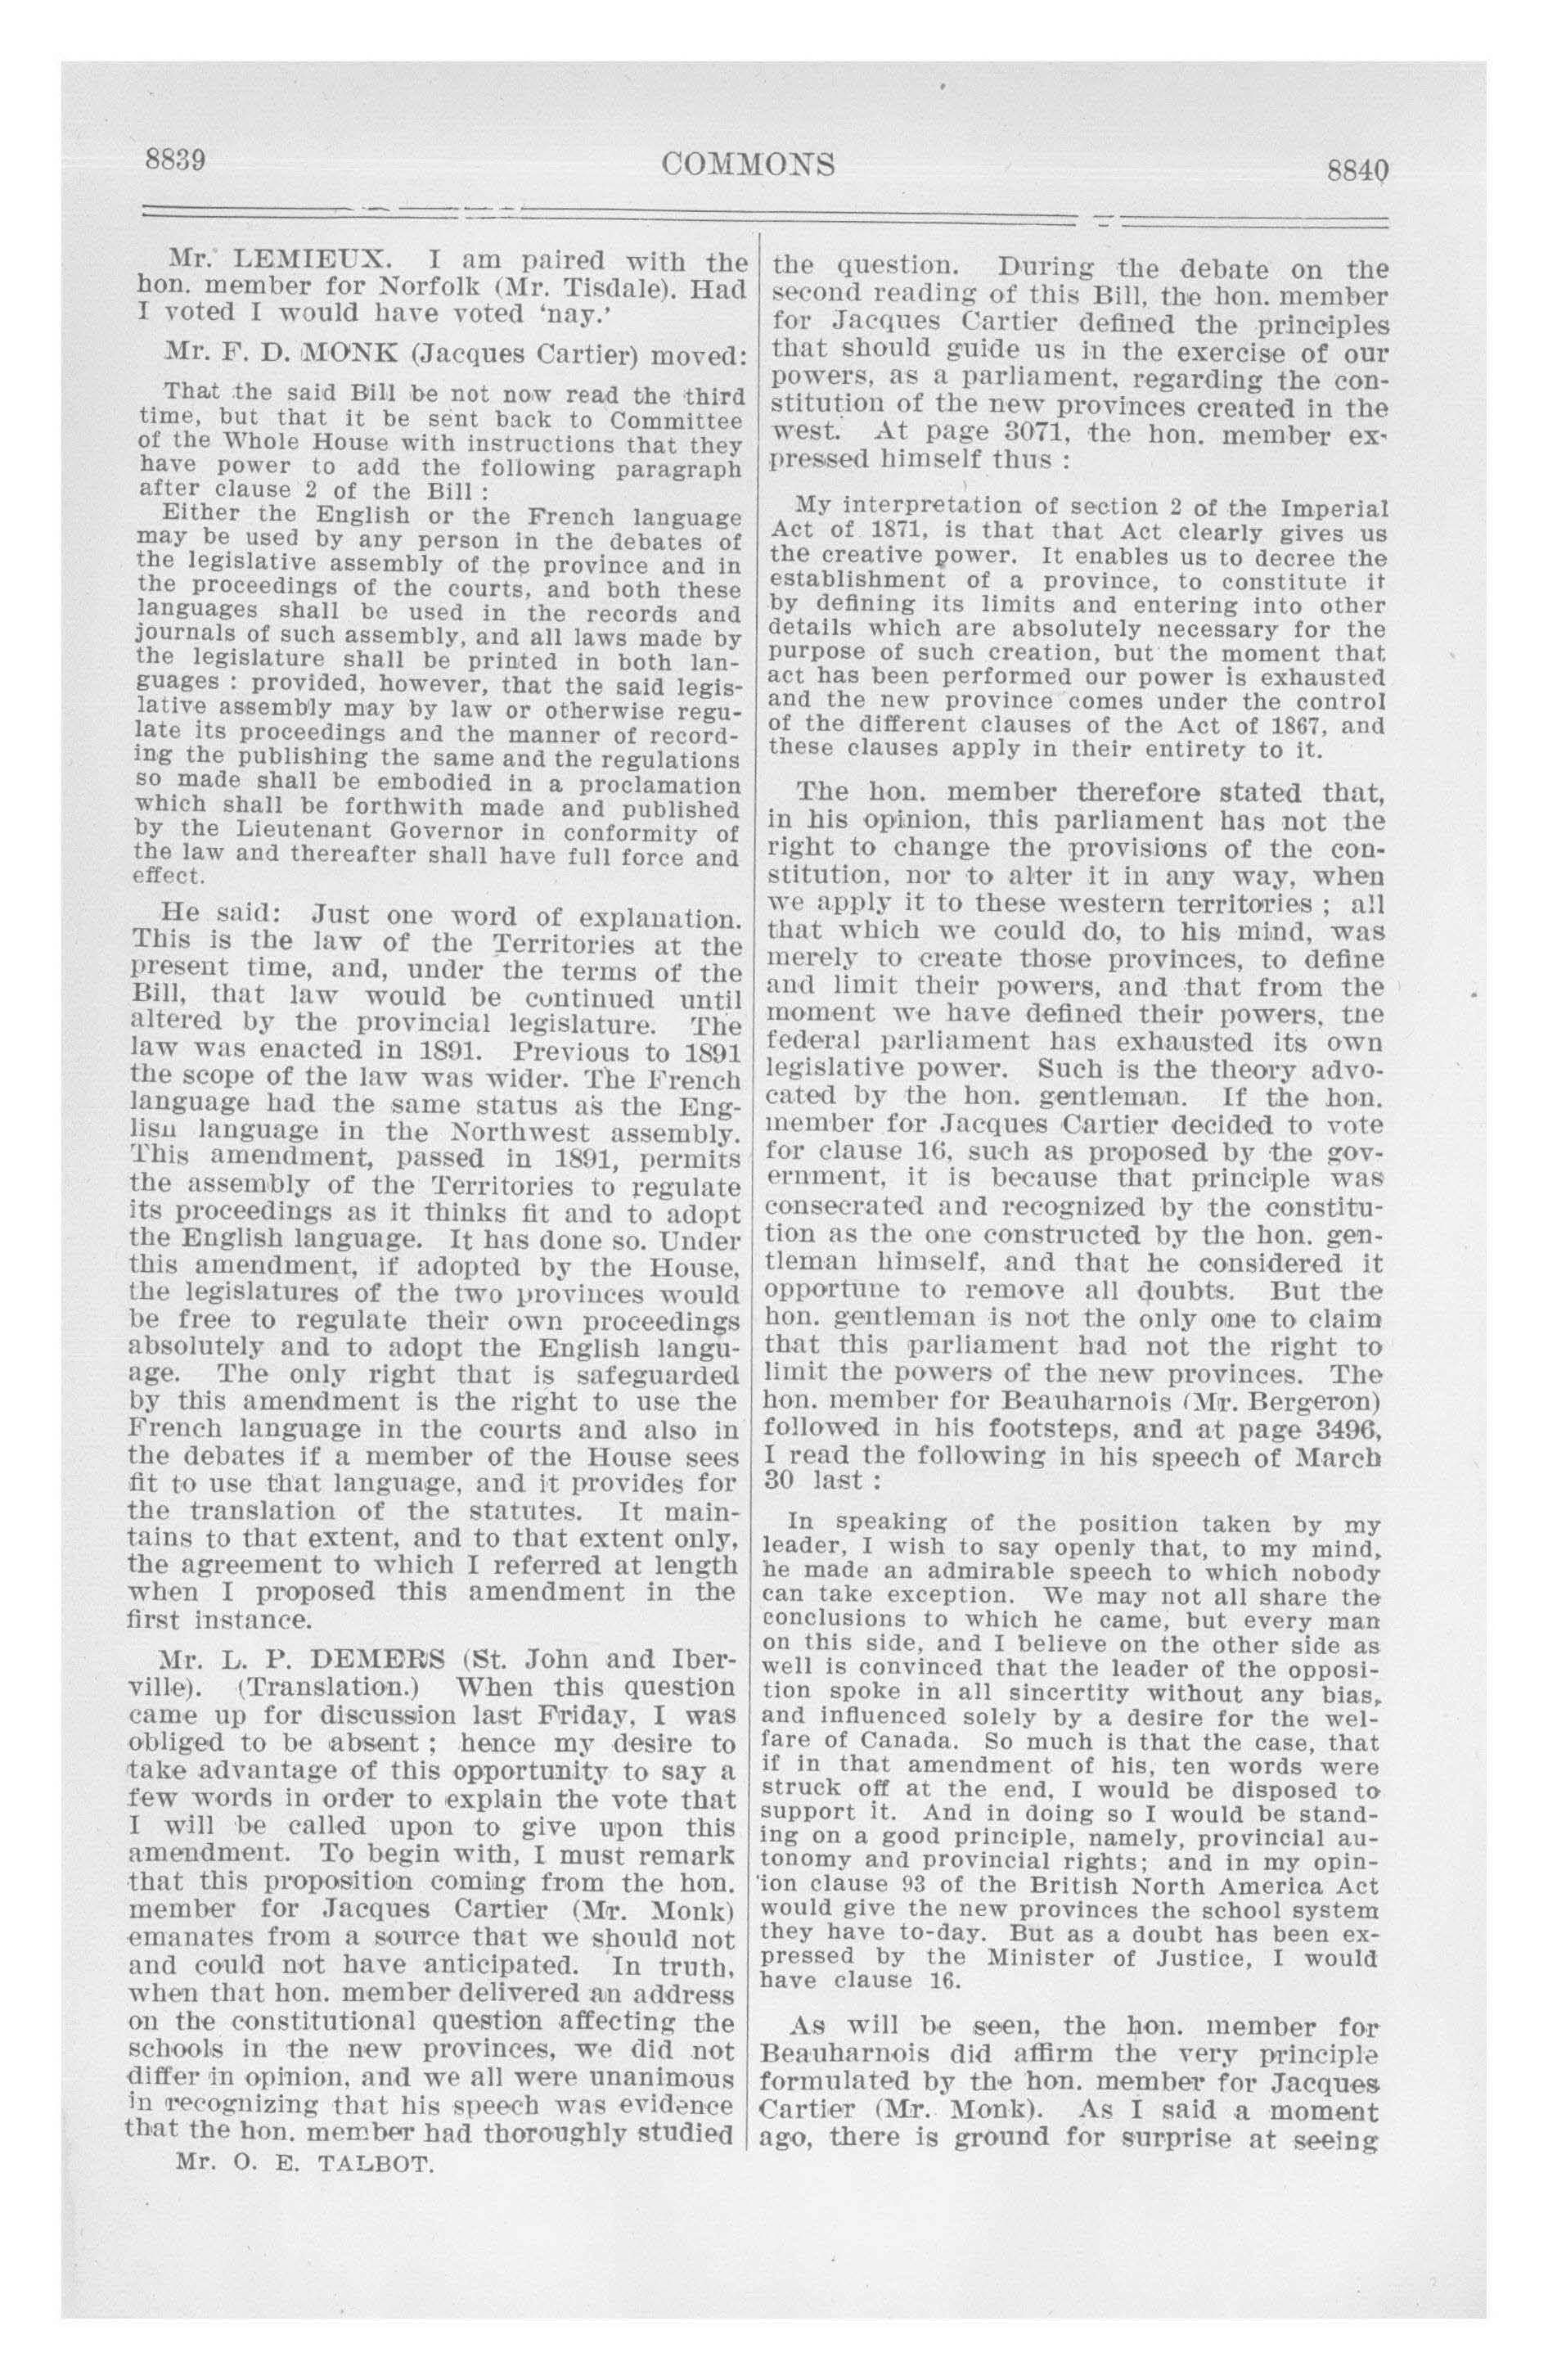 8839
COMMONS
8840
Mr. LEMIEUX. I am paired with the
hon. member for Norfolk (Mr. Tisdale). Had
I voted I would have voted 'nay.'
Mr. F. D. MONK (Jacques Cartier) moved:
That the said Bill be not now read the third
time, but that it be sent back to Committee
of the Whole House with instructions that they
have power to add the following paragraph
after clause 2 of the Bill :
Either the English or the French language
may be used by any person in the debates of
the legislative assembly of the province and in
the proceedings of the courts, and both these
languages shall be used in the records and
journals of such assembly, and all laws made by
the legislature shall be printed in both lan-
guages : provided, however, that the said legis-
lative assembly may by law or otherwise regu-
late its proceedings and the manner of record-
ing the publishing the same and the regulations
so made shall be embodied in a proclamation
which shall be forthwith made and published
by the Lieutenant Governor in conformity of
the law and thereafter shall have full force and
effect.
He said: Just one word of explanation.
This is the law of the Territories at the
present time, and, under the terms of the
Bill, that law would be continued until
altered by the provincial legislature. The
law was enacted in 1891. Previous to 1891
the scope of the law was wider. The French
language had the same status as the Eng-
lisn language in the Northwest assembly.
This amendment, passed in 1891, permits
the assembly of the Territories to regulate
its proceedings as it thinks fit and to adopt
the English language. It has done so. Under
this amendment, if adopted by the House,
the legislatures of the two provinces would
be free to regulate their own proceedings
absolutely and to adopt the English langu-
age. The only right that is safeguarded
by this amendment is the right to use the
French language in the courts and also in
the debates if a member of the House sees
fit to use that language, and it provides for
the translation of the statutes. It main-
tains to that extent, and to that extent only,
the agreement to which I referred at length
when I proposed this amendment in the
first instance.
Mr. L. P. DEMERS (St. John and Iber-
ville). (Translation.) When this question
came up for discussion last Friday, I was
obliged to be absent ; hence my desire to
take advantage of this opportunity to say a
few words in order to explain the vote that
I will be called upon to give upon this
amendment. To begin with, I must remark
that this proposition coming from the hon.
member for Jacques Cartier (Mr. Monk)
emanates from a source that we should not
and could not have anticipated. In truth,
when that hon. member delivered an address
on the constitutional question affecting the
schools in the new provinces, we did not
differ in opinion, and we all were unanimous
in recognizing that his speech was evidence
that the hon. member had thoroughly studied
Mr. O. E. TALBOT.
the question. During the debate on the
second reading of this Bill, the hon. member
for Jacques Cartier defined the principles
that should guide us in the exercise of our
powers, as a parliament, regarding the con-
stitution of the new provinces created in the
west. At page 3071, the hon. member ex-
pressed himself thus :
My interpretation of section 2 of the Imperial
Act of 1871, is that that Act clearly gives us
the creative power. It enables us to decree the
establishment of a province, to constitute it
by defining its limits and entering into other
details which are absolutely necessary for the
purpose of such creation, but the moment that
act has been performed our power is exhausted
and the new province comes under the control
of the different clauses of the Act of 1867, and
these clauses apply in their entirety to it.
The hon. member therefore stated that,
in his opinion, this parliament has not the
right to change the provisions of the con-
stitution, nor to alter it in any way, when
we apply it to these western territories ; all
that which we could do, to his mind, was
merely to create those provinces, to define
and limit their powers, and that from the
moment we have defined their powers, tne
federal parliament has exhausted its own
legislative power. Such is the theory advo-
cated by the hon. gentleman. If the hon.
member for Jacques Cartier decided to vote
for clause 16, such as proposed by the gov-
ernment, it is because that principle was
consecrated and recognized by the constitu-
tion as the one constructed by the hon. gen-
tleman himself, and that he considered it
opportune to remove all doubts. But the
hon. gentleman is not the only one to claim
that this parliament had not the right to
limit the powers of the new provinces. The
hon. member for Beauharnois (Mr. Bergeron)
followed in his footsteps, and at page 3496,
I read the following in his speech of March
30 last :
In speaking of the position taken by my
leader, I wish to say openly that, to my mind,
he made an admirable speech to which nobody
can take exception. We may not all share the
conclusions to which he came, but every man
on this side, and I believe on the other side as
well is convinced that the leader of the opposi-
tion spoke in all sincertity without any bias,
and influenced solely by a desire for the wel-
fare of Canada. So much is that the case, that
if in that amendment of his, ten words were
struck off at the end, I would be disposed to
support it. And in doing so I would be stand-
ing on a good principle, namely, provincial au-
tonomy and provincial rights; and in my opin-
ion clause 93 of the British North America Act
would give the new provinces the school system
they have to-day. But as a doubt has been ex-
pressed by the Minister of Justice, I would
have clause 16.
As will be seen, the hon. member for
Beauharnois did affirm the very principle
formulated by the hon. member for Jacques
Cartier (Mr. Monk). As I said a moment
ago, there is ground for surprise at seeing